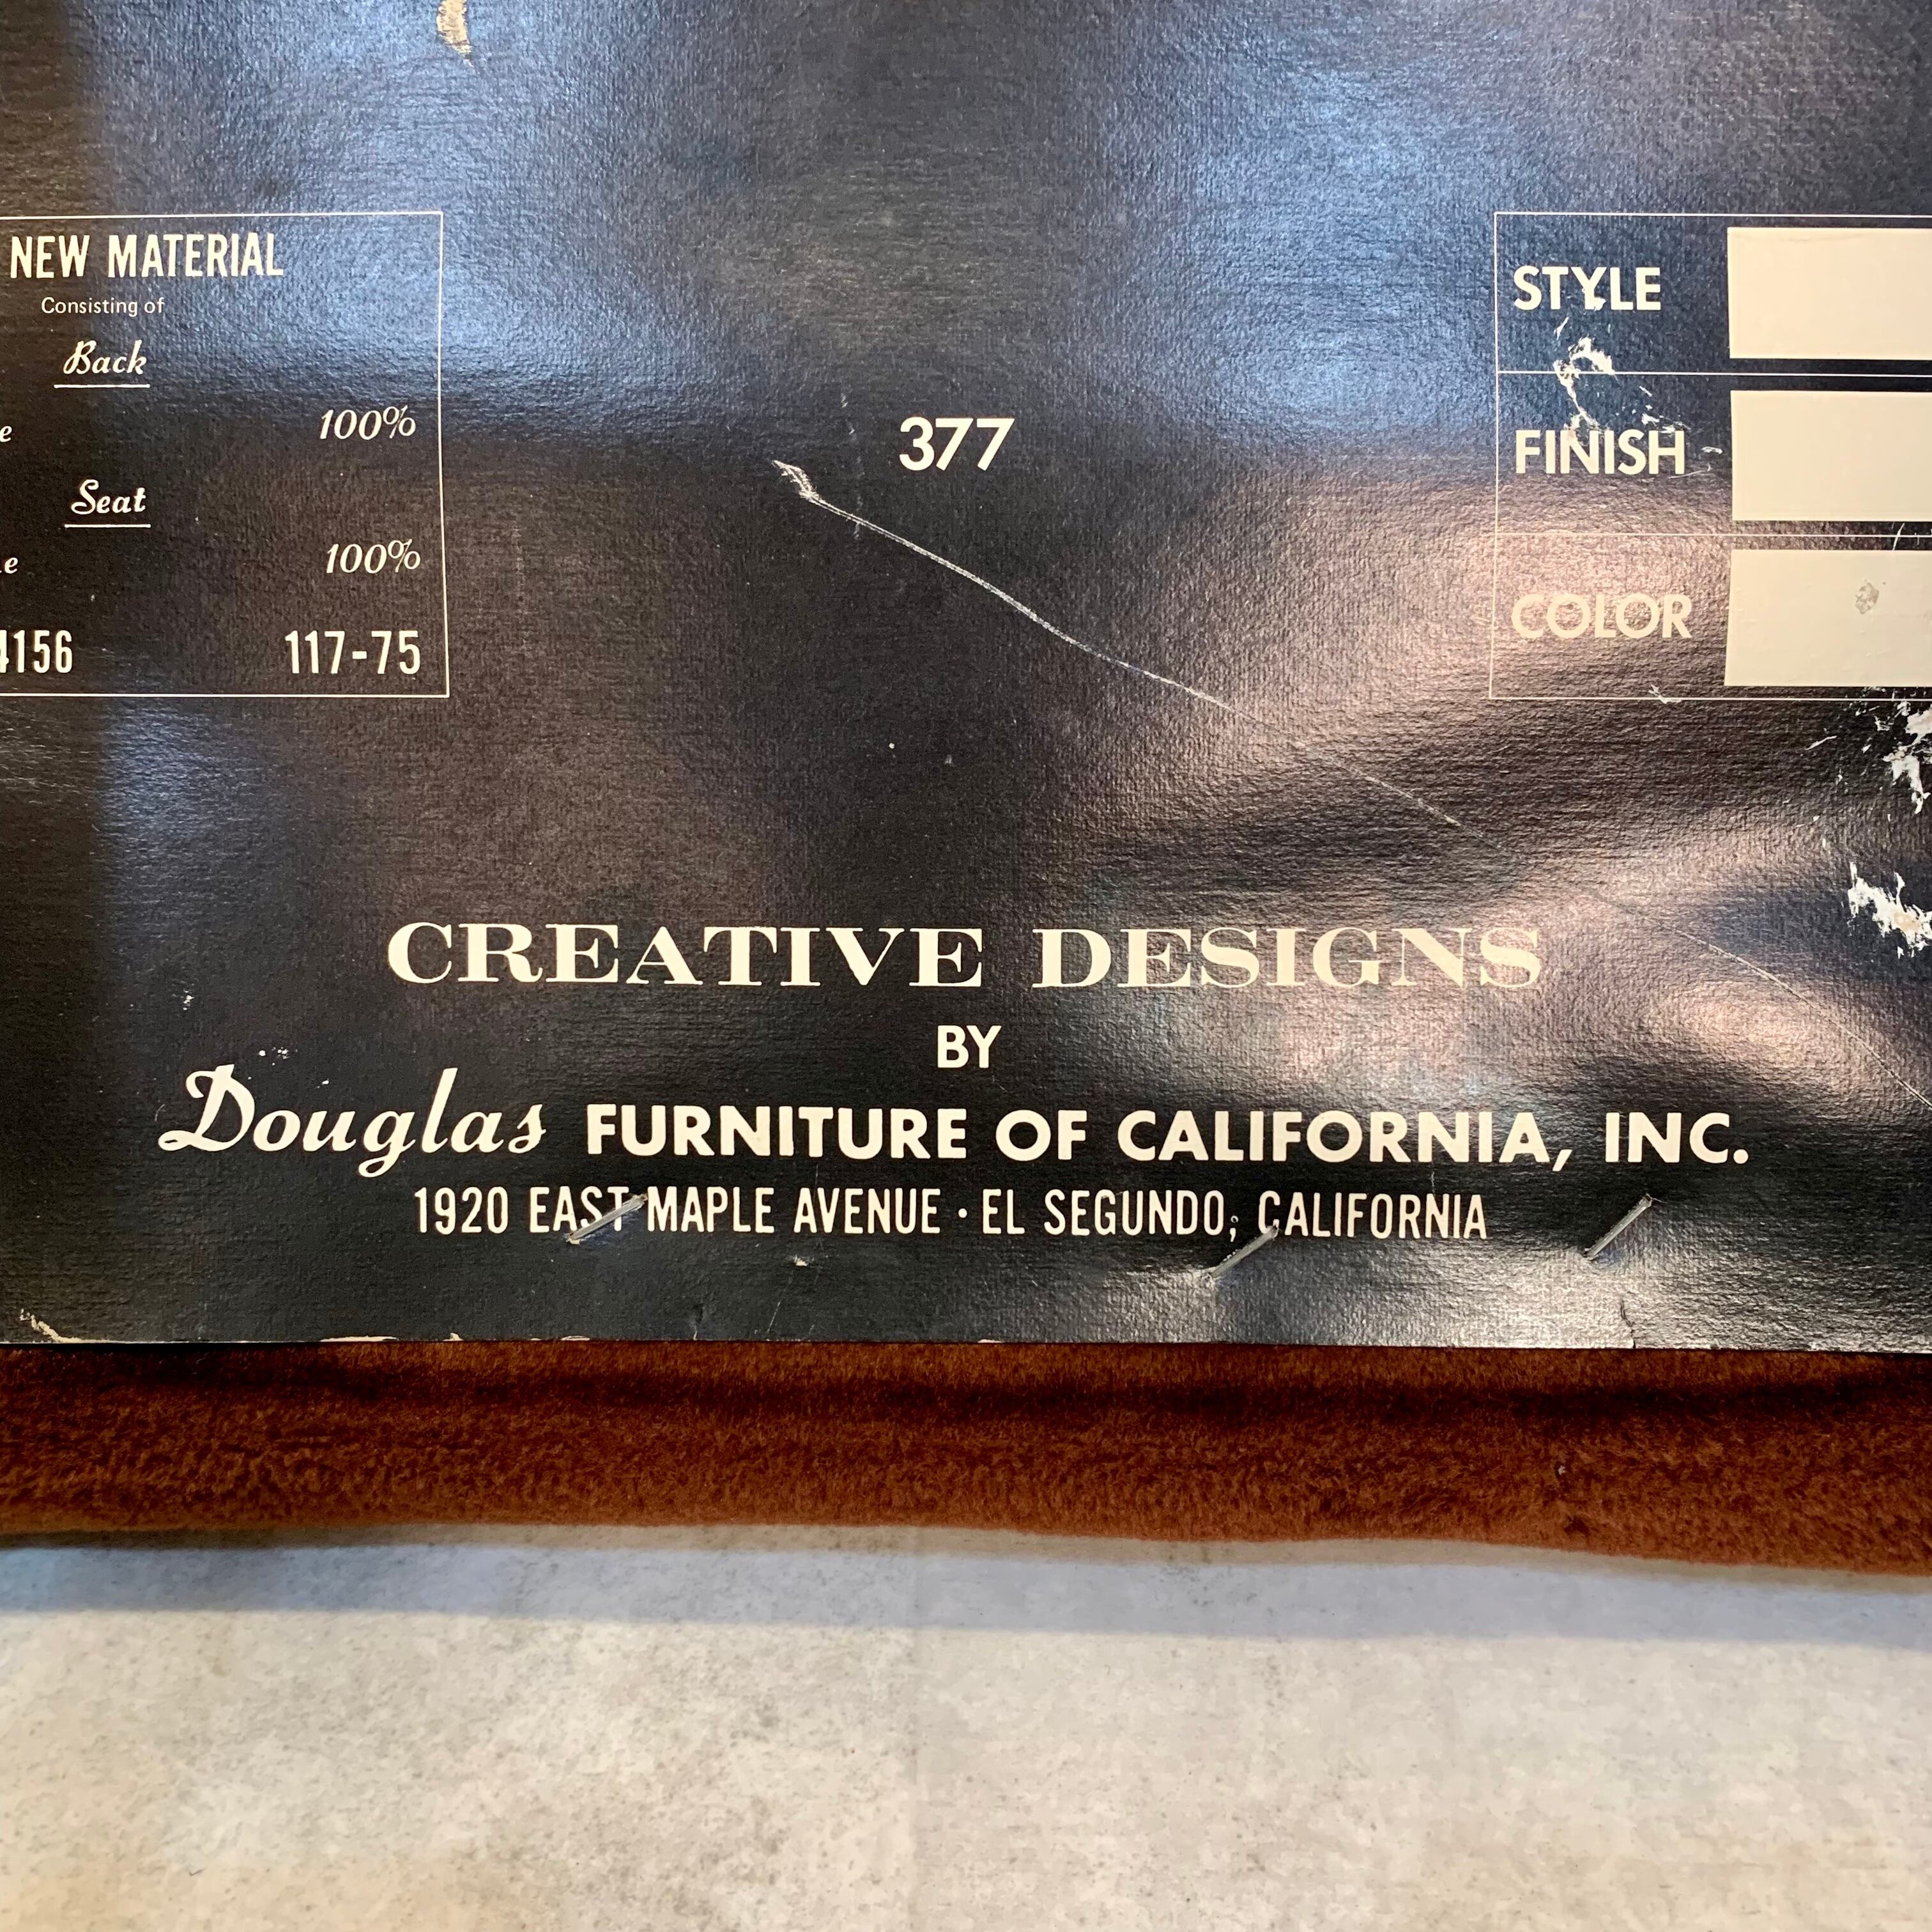 NEW MATERIAL
Consisting of
Back
100%
Seat
100%
4156 117-75
377
STYLE
FINISH
COLOR
CREATIVE DESIGNS
BY
Douglas FURNITURE OF CALIFORNIA, INC.
1920 EAST MAPLE AVENUE · EL SEGUNDO, CALIFORNIA